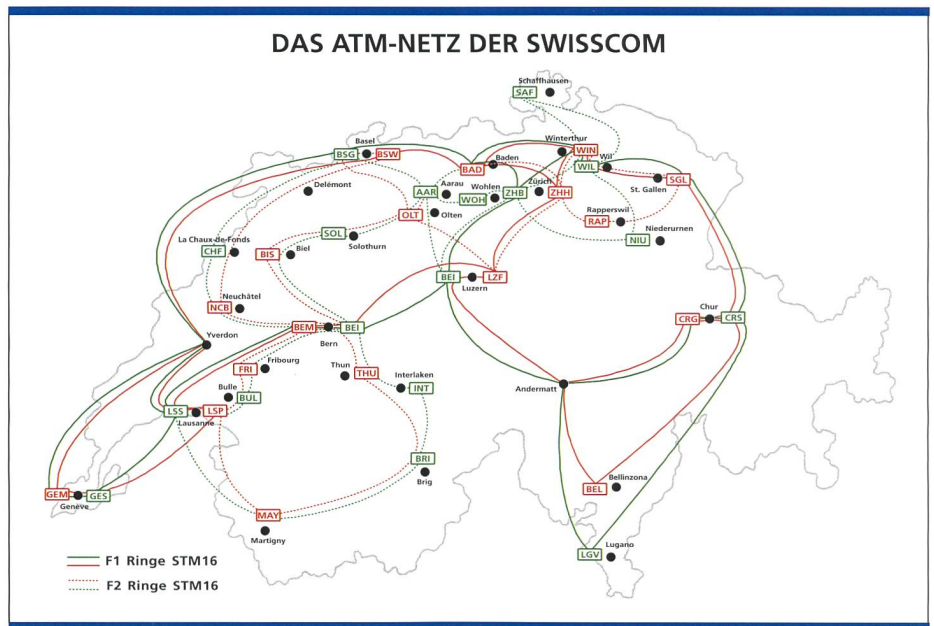 DAS ATM-NETZ DER SWISSCOM
Schaffhausen
SAF
Basel
BSG
BSW
Winterthur
WIN
Baden
BAD
Wil
WIL
Delémont
Aarau
AAR
Wohlen
WOH
Zürich
ZHB
ZHH
St. Gallen
SGL
OLT
Olten
Rapperswil
RAP
SOL
Solothurn
Niederurnen
NIU
La Chaux-de-Fonds
CHF
BIS
Biel
BEI
Luzern
LZF
Neuchâtel
NCB
Chur
CRG
CRS
BEM
Bern
BEI
Yverdon
Fribourg
FRI
Thun
THU
Interlaken
INT
Andermatt
Bulle
BUL
LSS
LSP
Lausanne
BRI
Brig
Bellinzona
BEL
GEM
Genève
GES
MAY
Martigny
Lugano
LGV
F1 Ringe STM16
F2 Ringe STM16